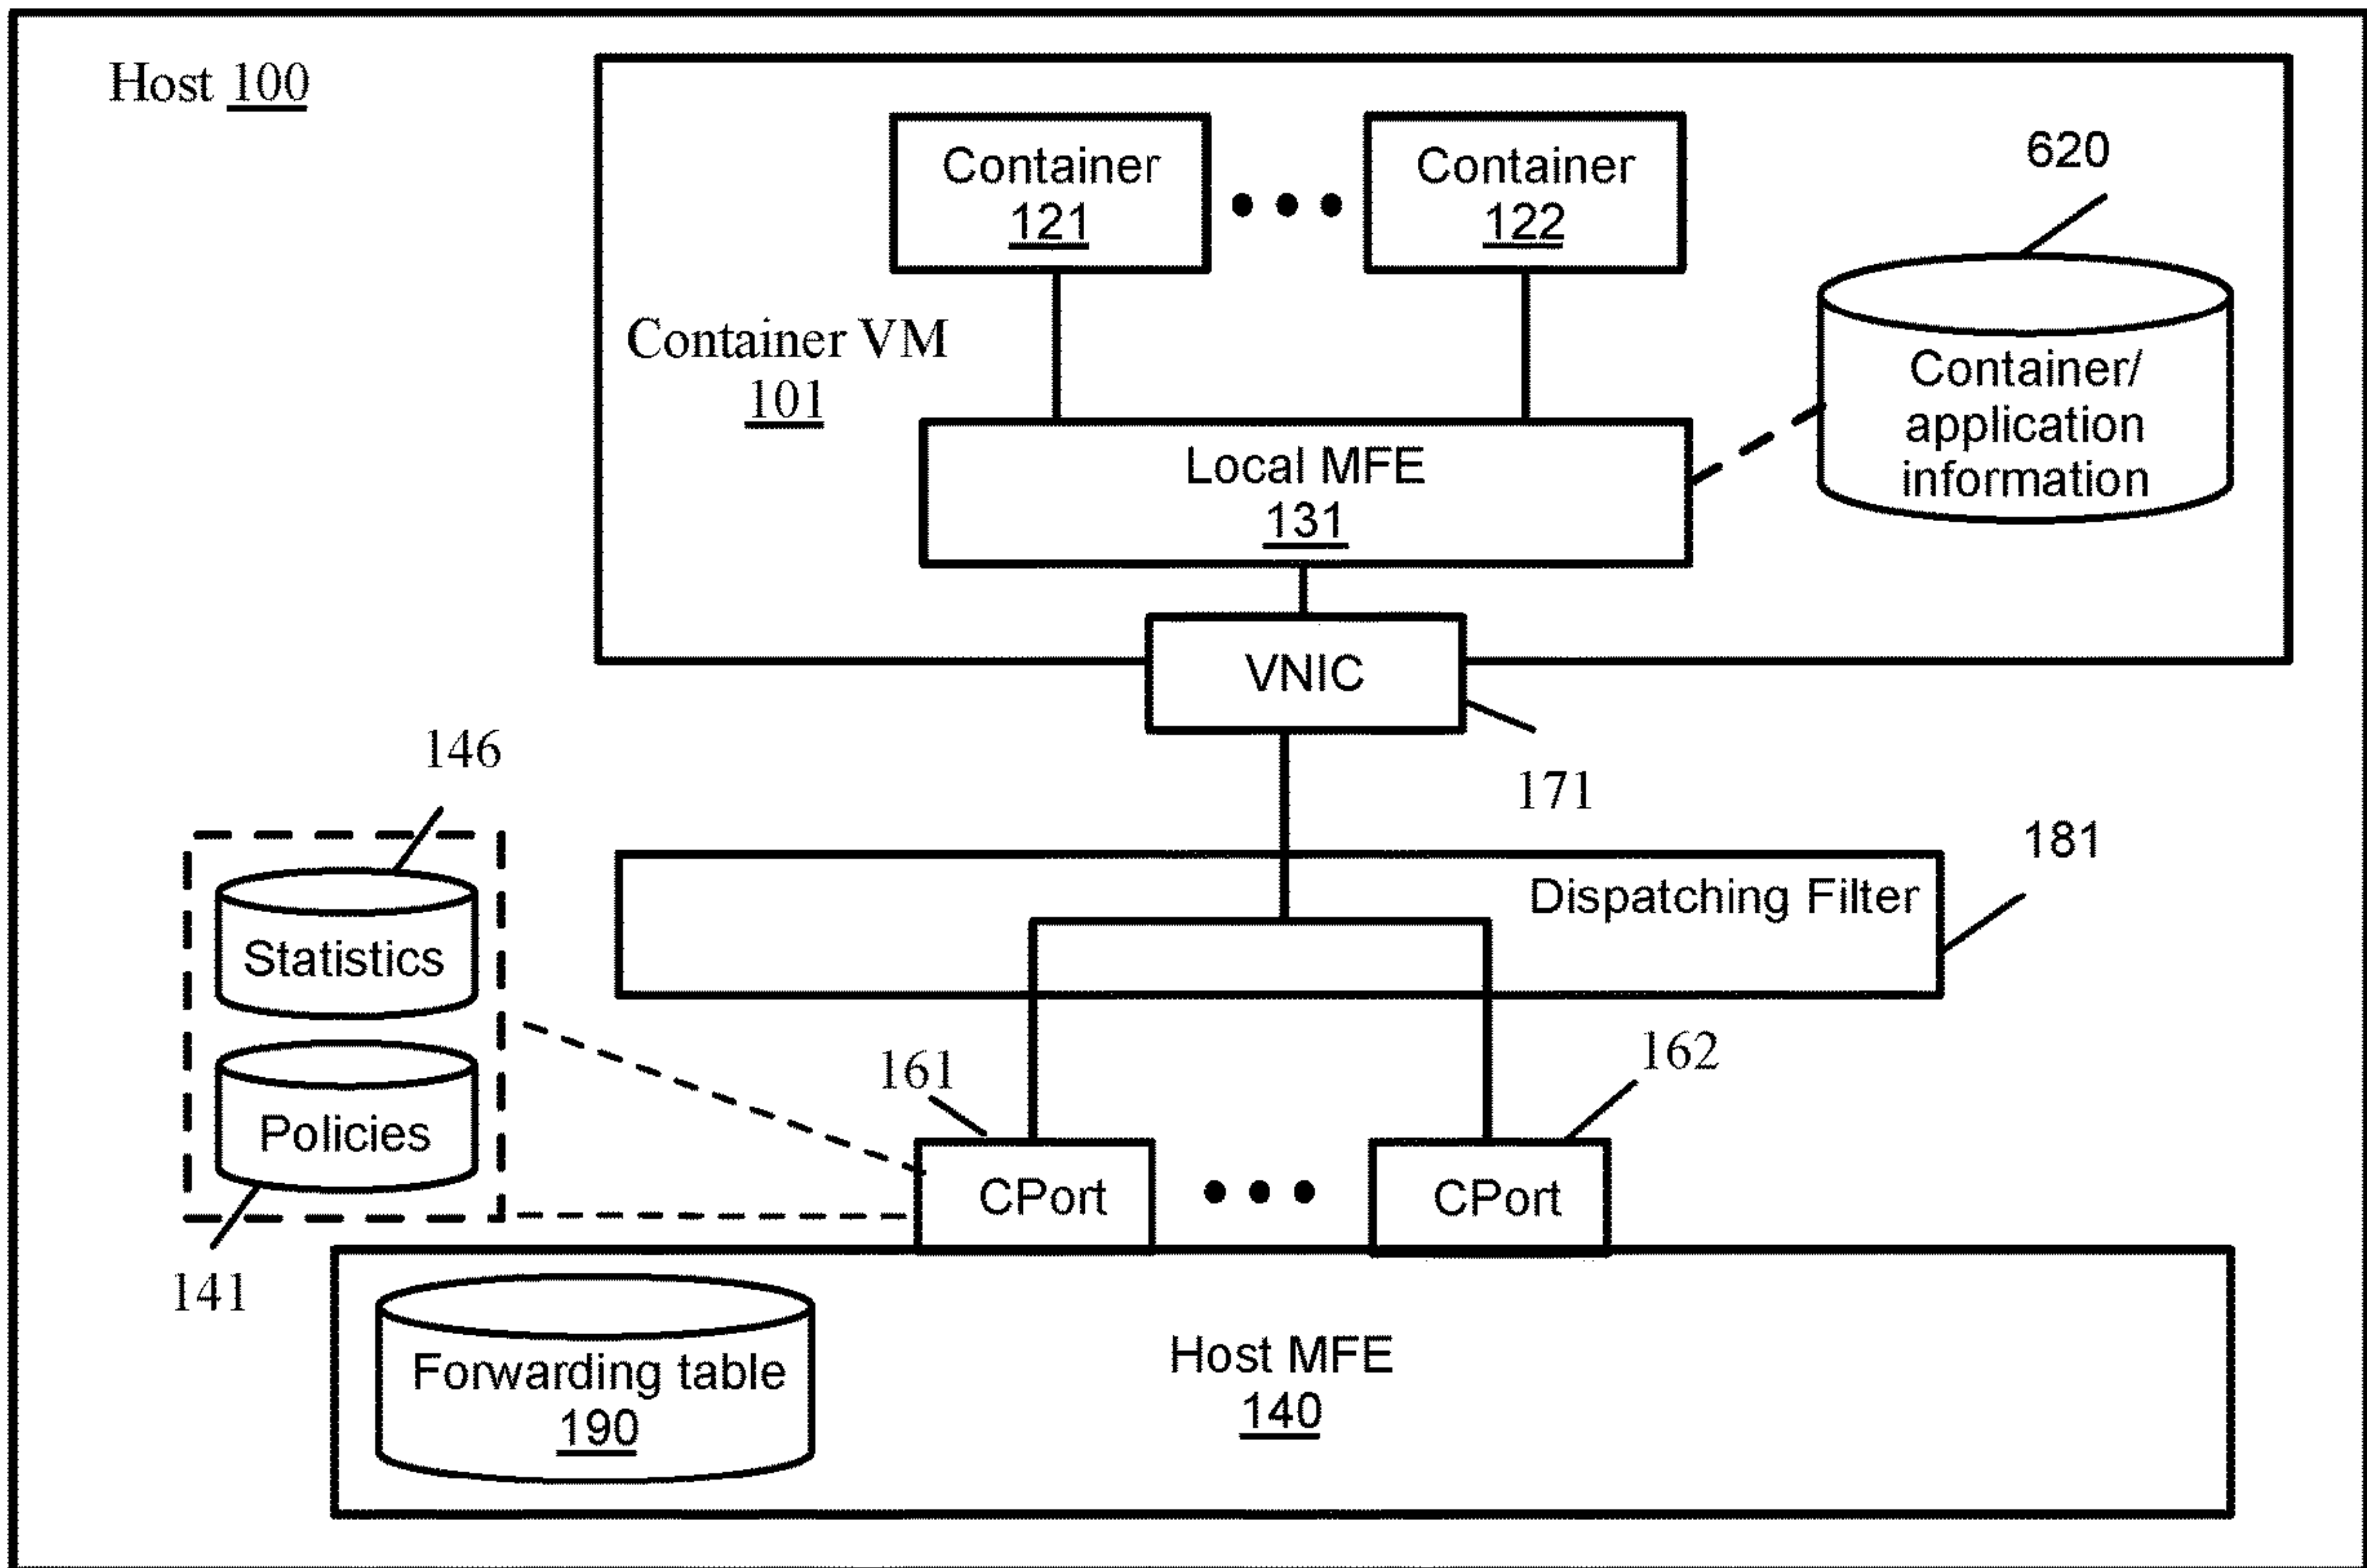 Host 100
Container
121
Container
122
620
Container VM
101
Container/
application
information
Local MFE
131
VNIC
171
146
181
Dispatching Filter
Statistics
161
162
Policies
CPort
CPort
141
Forwarding table
190
Host MFE
140